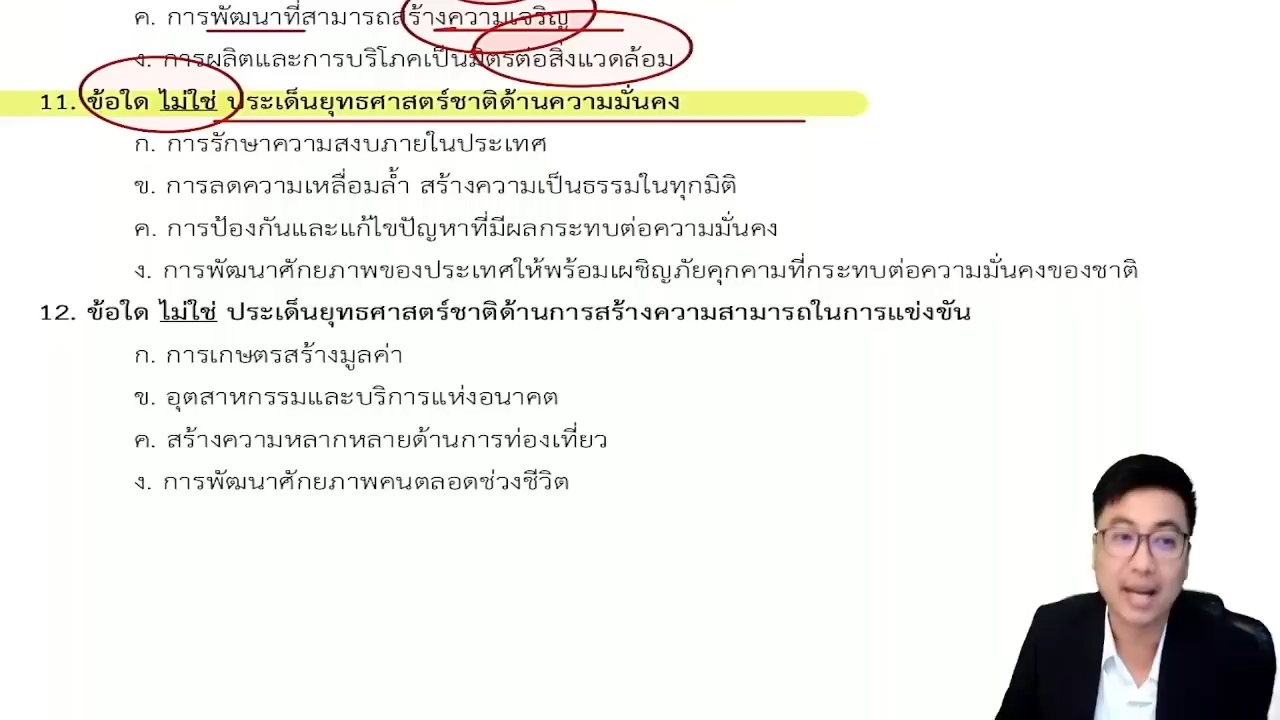 ค. การพัฒนาที่สามารถสร้างความเจริญ
ง. การผลิตและการบริโภคเป็นมิตรต่อสิ่งแวดล้อม
11. ข้อใด ไม่ใช่ ประเด็นยุทธศาสตร์ชาติด้านความมั่นคง
ก. การรักษาความสงบภายในประเทศ
ข. การลดความเหลื่อมล้ำ สร้างความเป็นธรรมในทุกมิติ
ค. การป้องกันและแก้ไขปัญหาที่มีผลกระทบต่อความมั่นคง
ง. การพัฒนาศักยภาพของประเทศให้พร้อมเผชิญภัยคุกคามที่กระทบต่อความมั่นคงของชาติ
12. ข้อใด ไม่ใช่ ประเด็นยุทธศาสตร์ชาติด้านการสร้างความสามารถในการแข่งขัน
ก. การเกษตรสร้างมูลค่า
ข. อุตสาหกรรมและบริการแห่งอนาคต
ค. สร้างความหลากหลายด้านการท่องเที่ยว
ง. การพัฒนาศักยภาพคนตลอดช่วงชีวิต